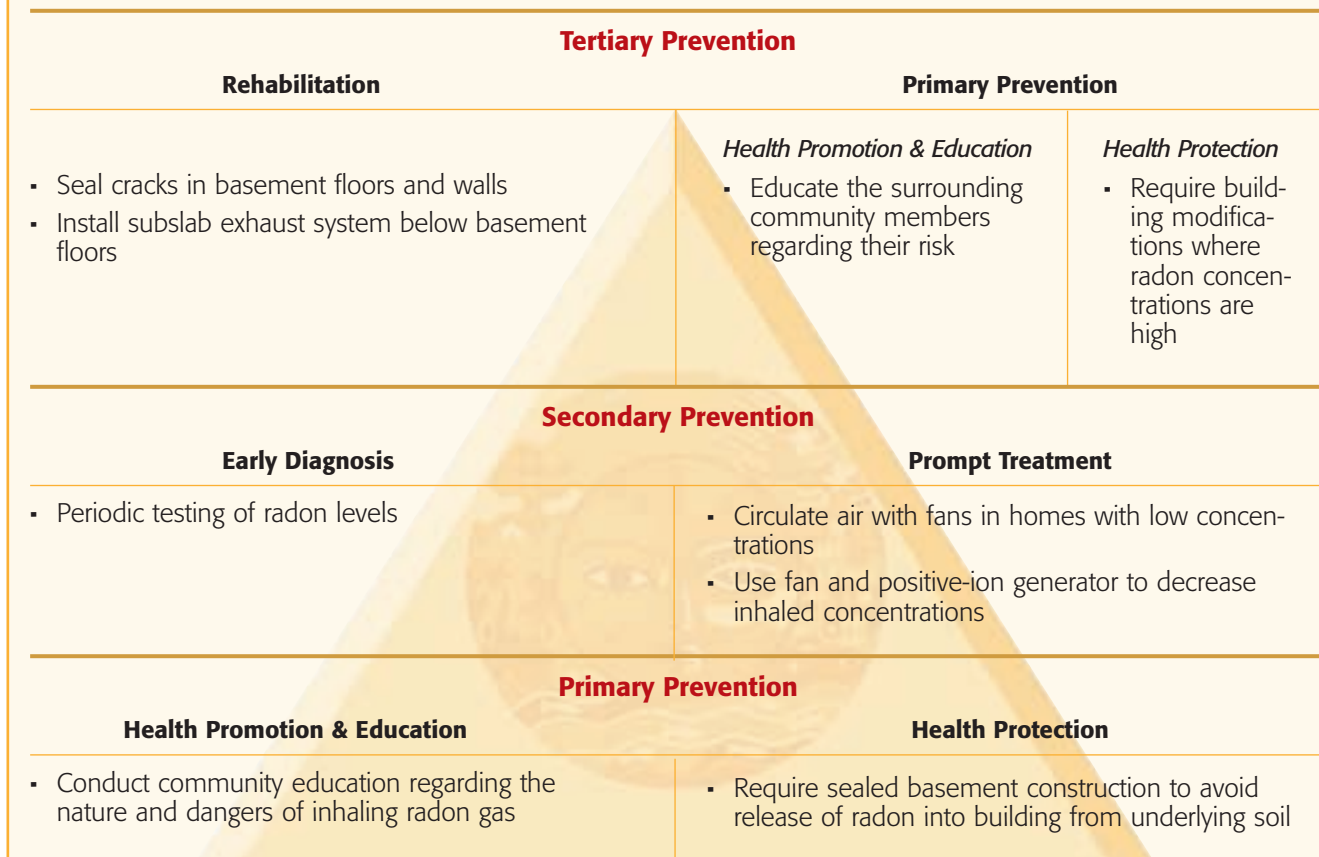 Tertiary Prevention
Rehabilitation
▪ Seal cracks in basement floors and walls
▪ Install subslab exhaust system below basement
floors
Primary Prevention
Health Promotion & Education
▪ Educate the surrounding
community members
regarding their risk
Health Protection
▪ Require build-
ing modifica-
tions where
radon concen-
trations are
high
Secondary Prevention
Early Diagnosis
▪ Periodic testing of radon levels
Prompt Treatment
▪ Circulate air with fans in homes with low concen-
trations
▪ Use fan and positive-ion generator to decrease
inhaled concentrations
Primary Prevention
Health Promotion & Education
▪ Conduct community education regarding the
nature and dangers of inhaling radon gas
Health Protection
▪ Require sealed basement construction to avoid
release of radon into building from underlying soil